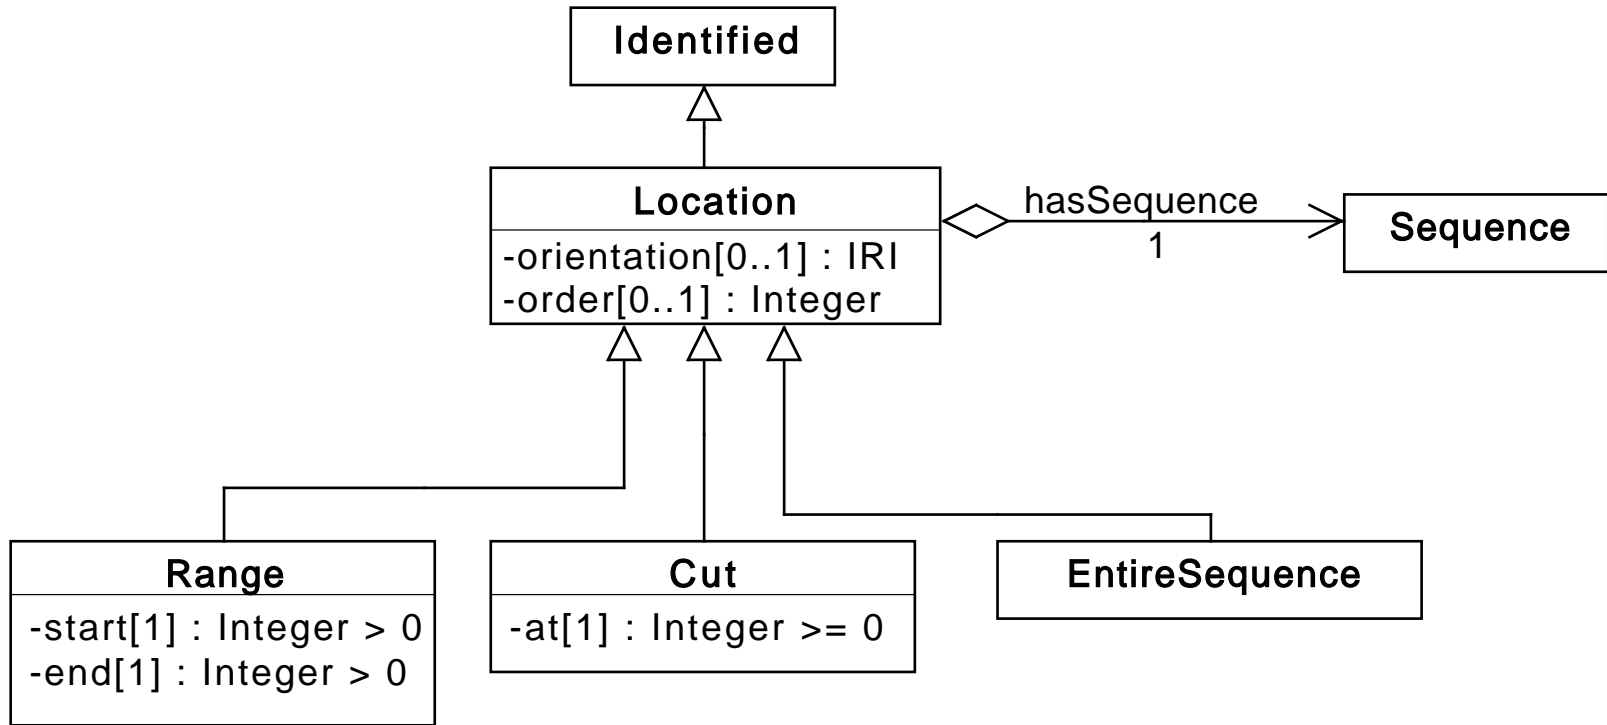 Identified
Location
-orientation[0..1] : IRI
-order[0..1] : Integer
hasSequence
1
Sequence
Range
-start[1] : Integer > 0
-end[1] : Integer > 0
Cut
-at[1] : Integer >= 0
EntireSequence